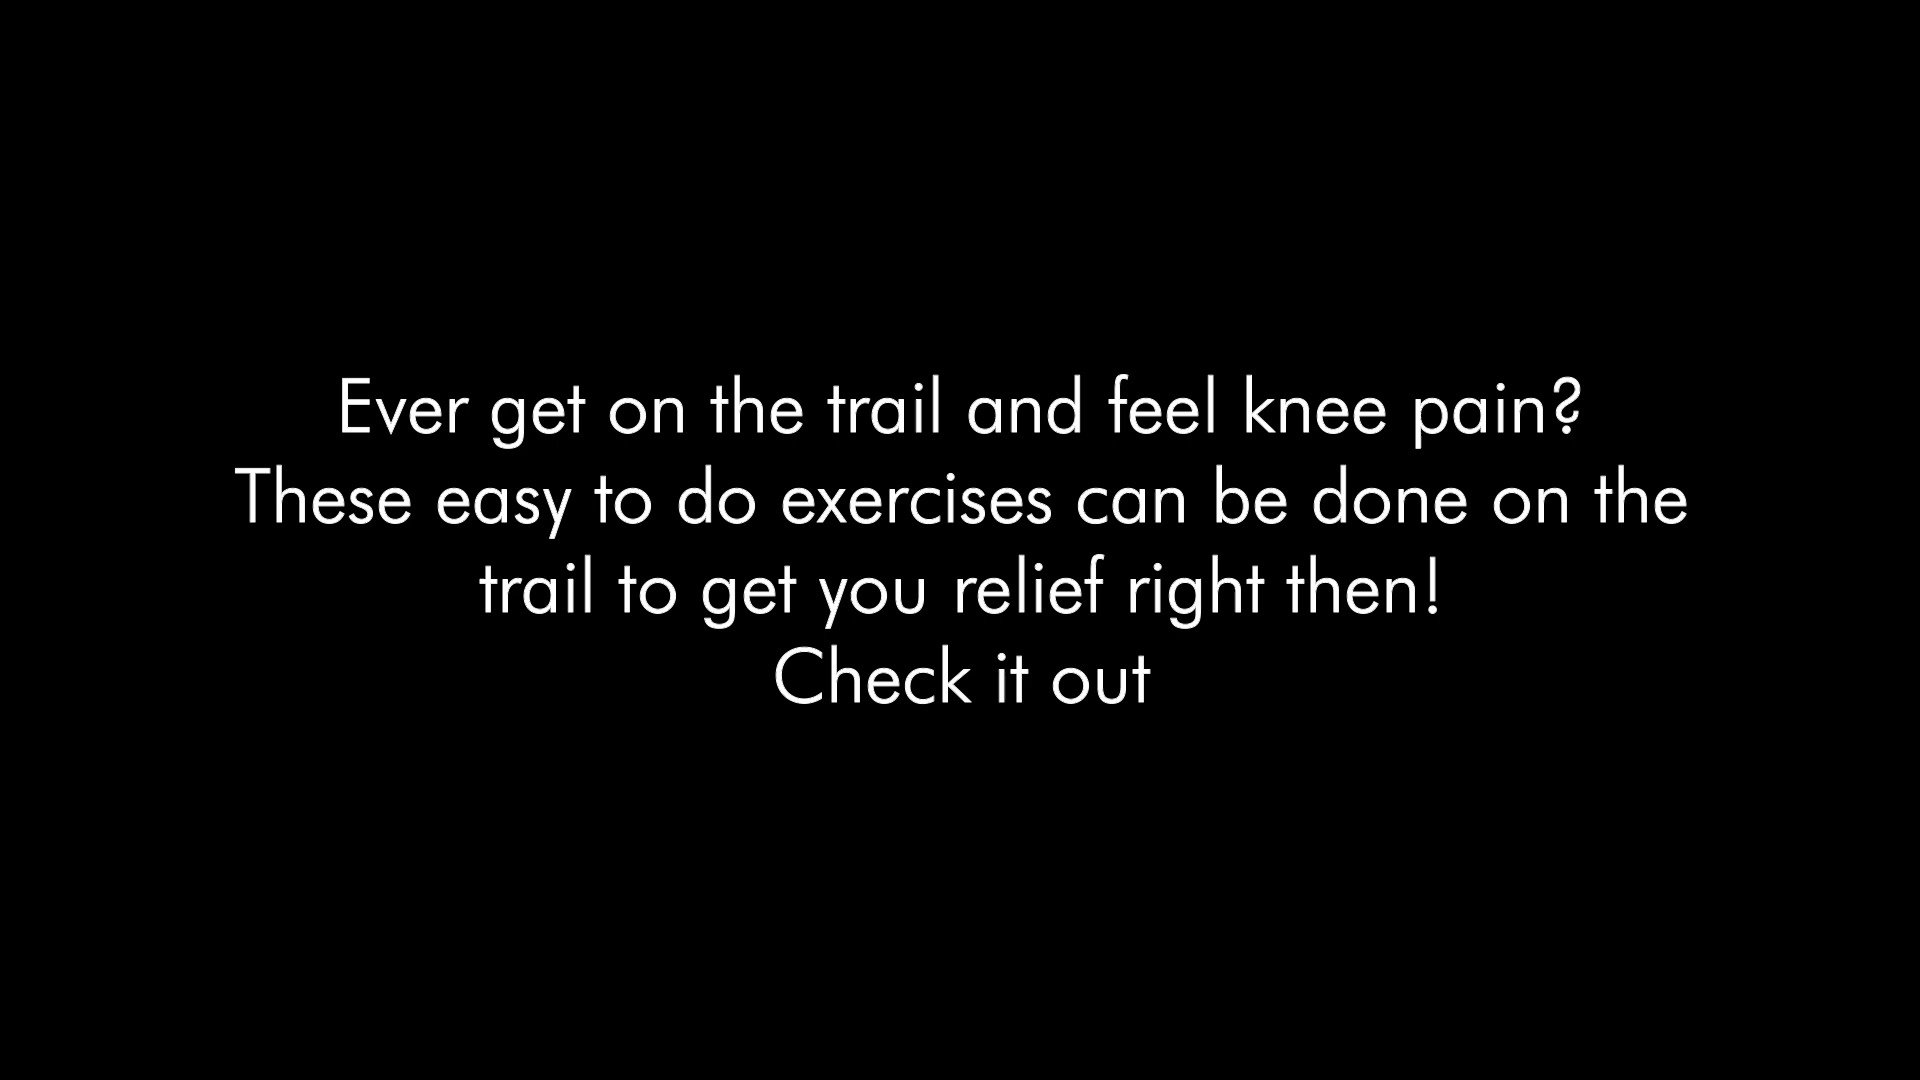 Ever get on the trail and feel knee pain?
These easy to do exercises can be done on the
trail to get you relief right then!
Check it out